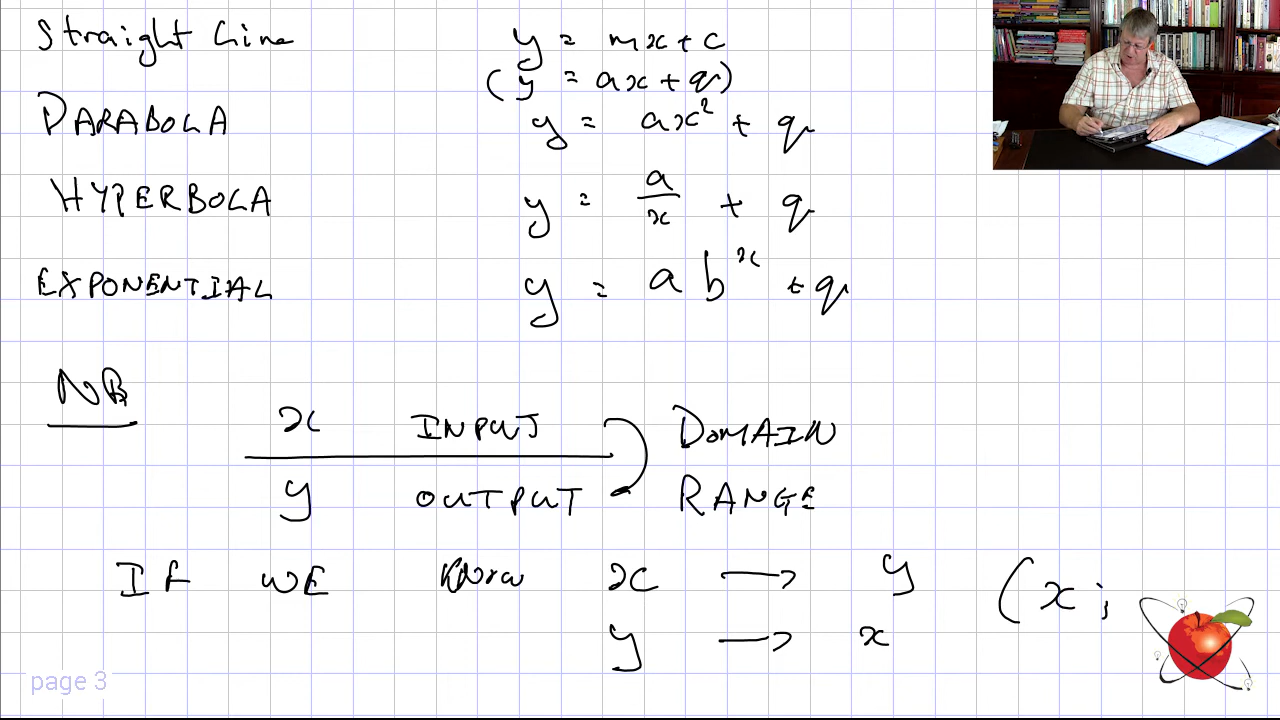 Straight Line y = mx + c
(y = ax + q)
PARABOLA y = ax² + q
HYPERBOLA y = a/x + q
EXPONENTIAL y = a b^x + q
NB
x INPUT DOMAIN
y OUTPUT RANGE
IF WE KNOW x → y (x ;
y → x
page 3